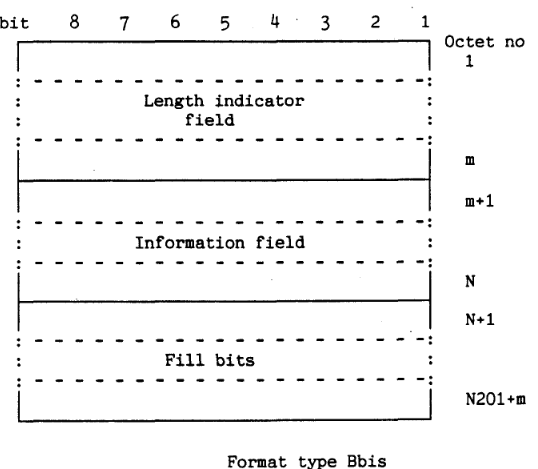 bit 8 7 6 5 4 3 2 1
Octet no
1
Length indicator
field
m
m+1
Information field
N
N+1
Fill bits
N201+m
Format type Bbis